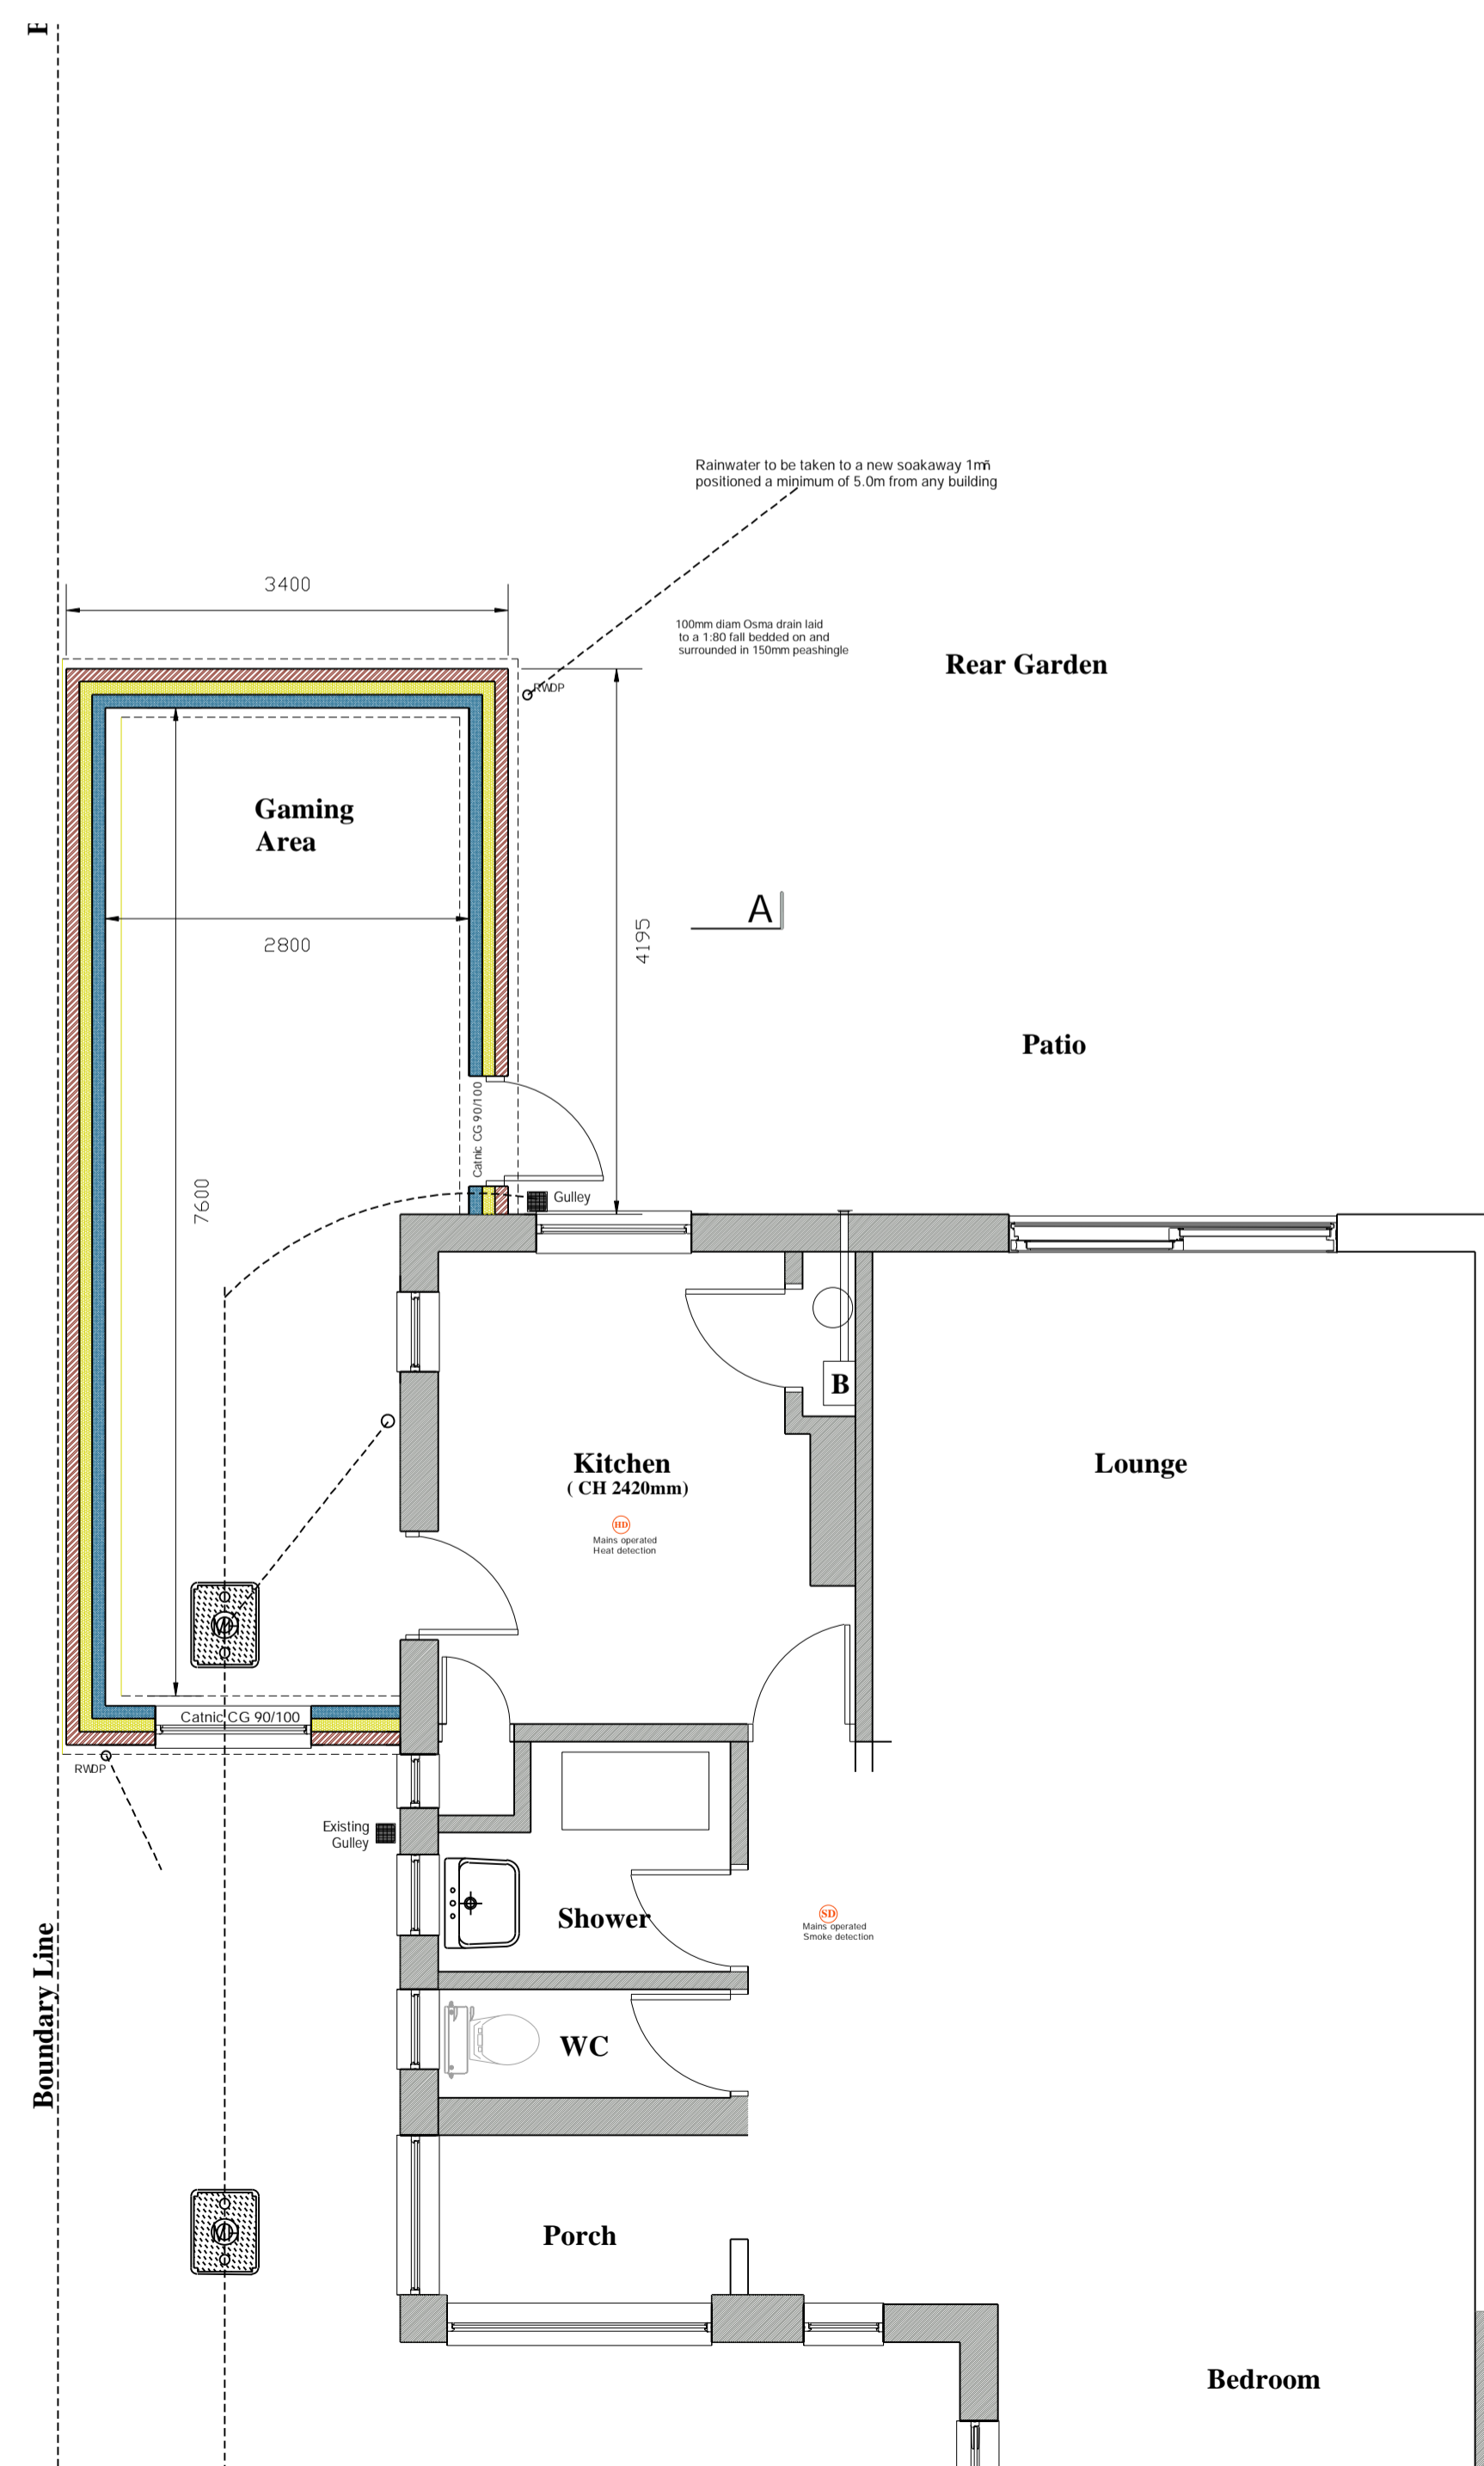 Rainwater to be taken to a new soakaway 1mñ
positioned a minimum of 5.0m from any building
3400
100mm diam Osma drain laid
to a 1:80 fall bedded on and
surrounded in 150mm peashingle
Rear Garden
RWDP
Gaming
Area
A
2800
4195
Patio
Catnic CG 90/100
7600
Gulley
B
Kitchen
( CH 2420mm)
Lounge
HD
Mains operated
Heat detection
MH
Catnic CG 90/100
RWDP
Existing
Gulley
Shower
SD
Mains operated
Smoke detection
Boundary Line
WC
MH
Porch
Bedroom